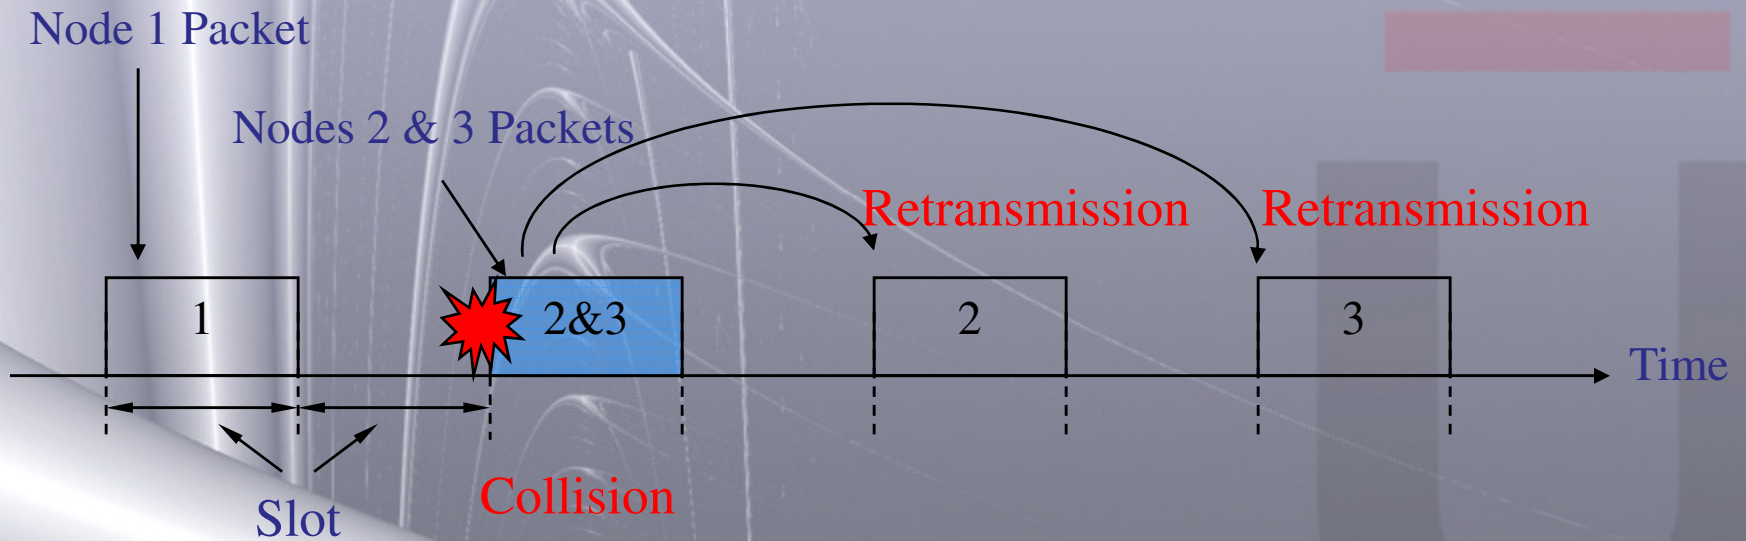 Node 1 Packet
Nodes 2 & 3 Packets
Retransmission
Retransmission
1
2&3
2
3
Time
Collision
Slot